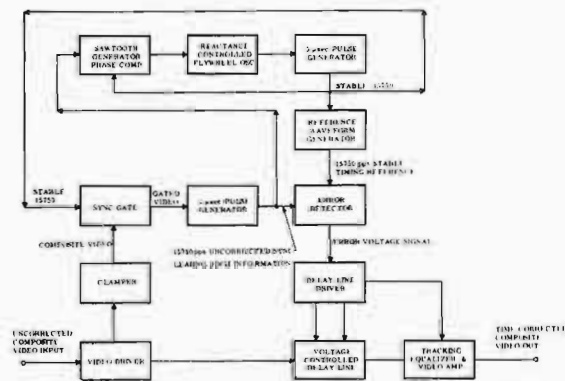 SAWTOOTH
GENERATOR
PHASE COMP
REACTANCE
CONTROLLED
FLYWHEEL OSC
PULSE
GENERATOR
STABLE 15750
REFERENCE
WAVEFORM
GENERATOR
15750 pps STABLE
TIMING REFERENCE
STABLE
15750
SYNC GATE
GATED
VIDEO
PULSE
GENERATOR
ERROR
DETECTOR
COMPOSITE VIDEO
15750 pps UNCORRECTED SYNC
LEADING EDGE INFORMATION
ERROR VOLTAGE SIGNAL
CLAMPER
DELAY LINE
DRIVER
UNCORRECTED
COMPOSITE
VIDEO INPUT
VIDEO DRIVER
VOLTAGE
CONTROLLED
DELAY LINE
TRACKING
EQUALIZER &
VIDEO AMP
TIME CORRECTED
COMPOSITE
VIDEO OUT